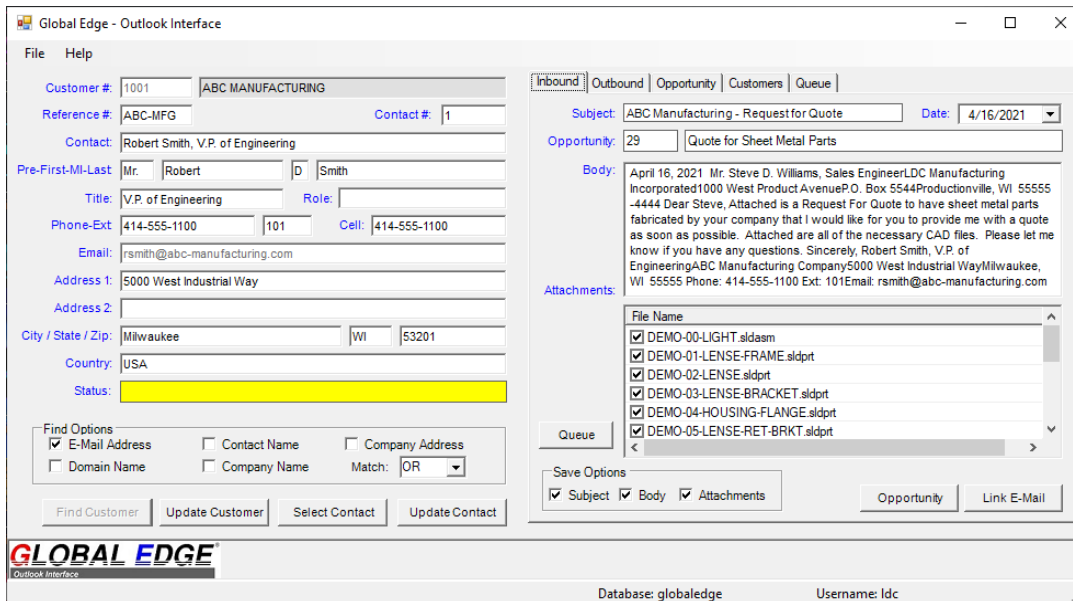 Global Edge - Outlook Interface
File Help
Customer #: 1001 ABC MANUFACTURING
Reference #: ABC-MFG Contact #: 1
Contact: Robert Smith, V.P. of Engineering
Pre-First-MI-Last Mr. Robert D Smith
Title: V.P. of Engineering Role:
Phone-Ext 414-555-1100 101 Cell: 414-555-1100
Email: rsmith@abc-manufacturing.com
Address 1: 5000 West Industrial Way
Address 2:
City / State / Zip: Milwaukee WI 53201
Country: USA
Status:
Find Options
E-Mail Address Contact Name Company Address
Domain Name Company Name Match: OR
Find Customer Update Customer Select Contact Update Contact
Inbound Outbound Opportunity Customers Queue
Subject: ABC Manufacturing - Request for Quote Date: 4/16/2021
Opportunity: 29 Quote for Sheet Metal Parts
Body: April 16, 2021 Mr. Steve D. Williams, Sales EngineerLDC Manufacturing
Incorporated1000 West Product AvenueP.O. Box 5544Productionville, WI 55555
-4444 Dear Steve, Attached is a Request For Quote to have sheet metal parts
fabricated by your company that I would like for you to provide me with a quote
as soon as possible. Attached are all of the necessary CAD files. Please let me
know if you have any questions. Sincerely, Robert Smith, V.P. of
EngineeringABC Manufacturing Company5000 West Industrial WayMilwaukee,
WI 55555 Phone: 414-555-1100 Ext: 101Email: rsmith@abc-manufacturing.com
Attachments:
File Name
DEMO-00-LIGHT.sldasm
DEMO-01-LENSE-FRAME.sldprt
DEMO-02-LENSE.sldprt
DEMO-03-LENSE-BRACKET.sldprt
DEMO-04-HOUSING-FLANGE.sldprt
DEMO-05-LENSE-RET-BRKT.sldprt
Queue
Save Options
Subject Body Attachments
Opportunity Link E-Mail
GLOBAL EDGE
Outlook Interface
Database: globaledge Username: ldc